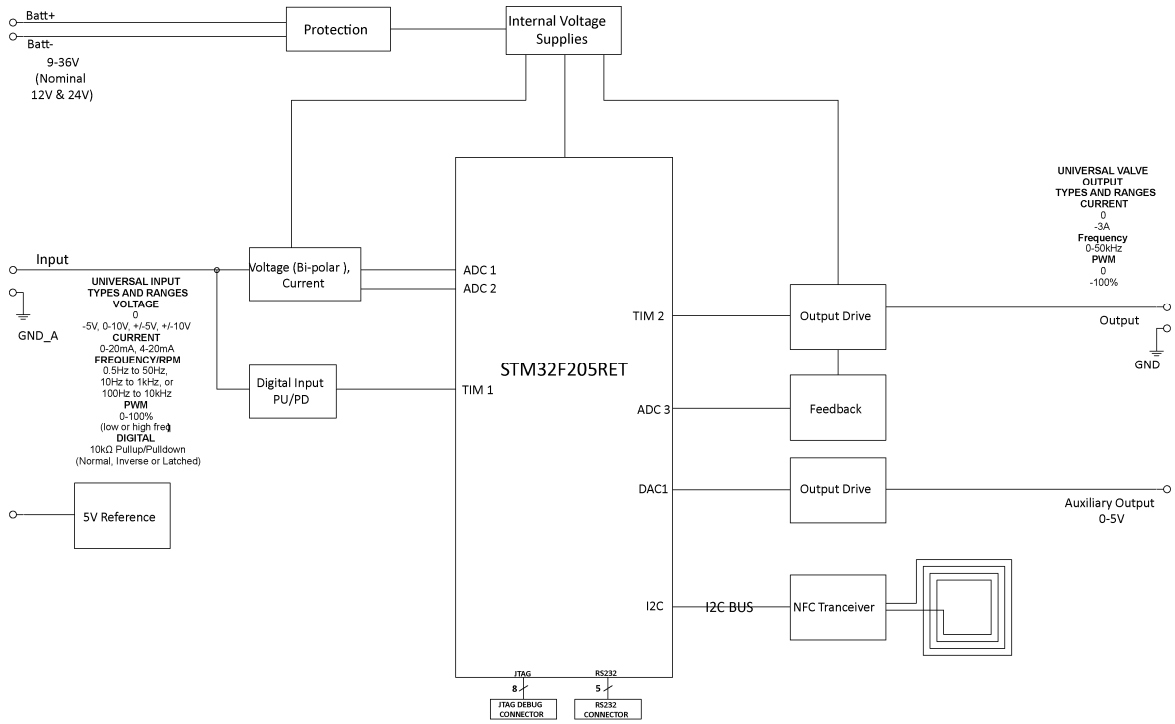 Batt+
Batt-
9-36V
(Nominal
12V & 24V)
Protection
Internal Voltage
Supplies
Input
GND_A
UNIVERSAL INPUT
TYPES AND RANGES
VOLTAGE
0
-5V, 0-10V, +/-5V, +/-10V
CURRENT
0-20mA, 4-20mA
FREQUENCY/RPM
0.5Hz to 50Hz,
10Hz to 1kHz, or
100Hz to 10kHz
PWM
0-100%
(low or high freq)
DIGITAL
10kΩ Pullup/Pulldown
(Normal, Inverse or Latched)
5V Reference
Voltage (Bi-polar ),
Current
Digital Input
PU/PD
ADC 1
ADC 2
TIM 1
STM32F205RET
TIM 2
ADC 3
DAC1
I2C
JTAG
8
JTAG DEBUG
CONNECTOR
RS232
5
RS232
CONNECTOR
Output Drive
Feedback
Output Drive
I2C BUS
NFC Tranceiver
UNIVERSAL VALVE
OUTPUT
TYPES AND RANGES
CURRENT
0
-3A
Frequency
0-50kHz
PWM
0
-100%
Output
GND
Auxiliary Output
0-5V